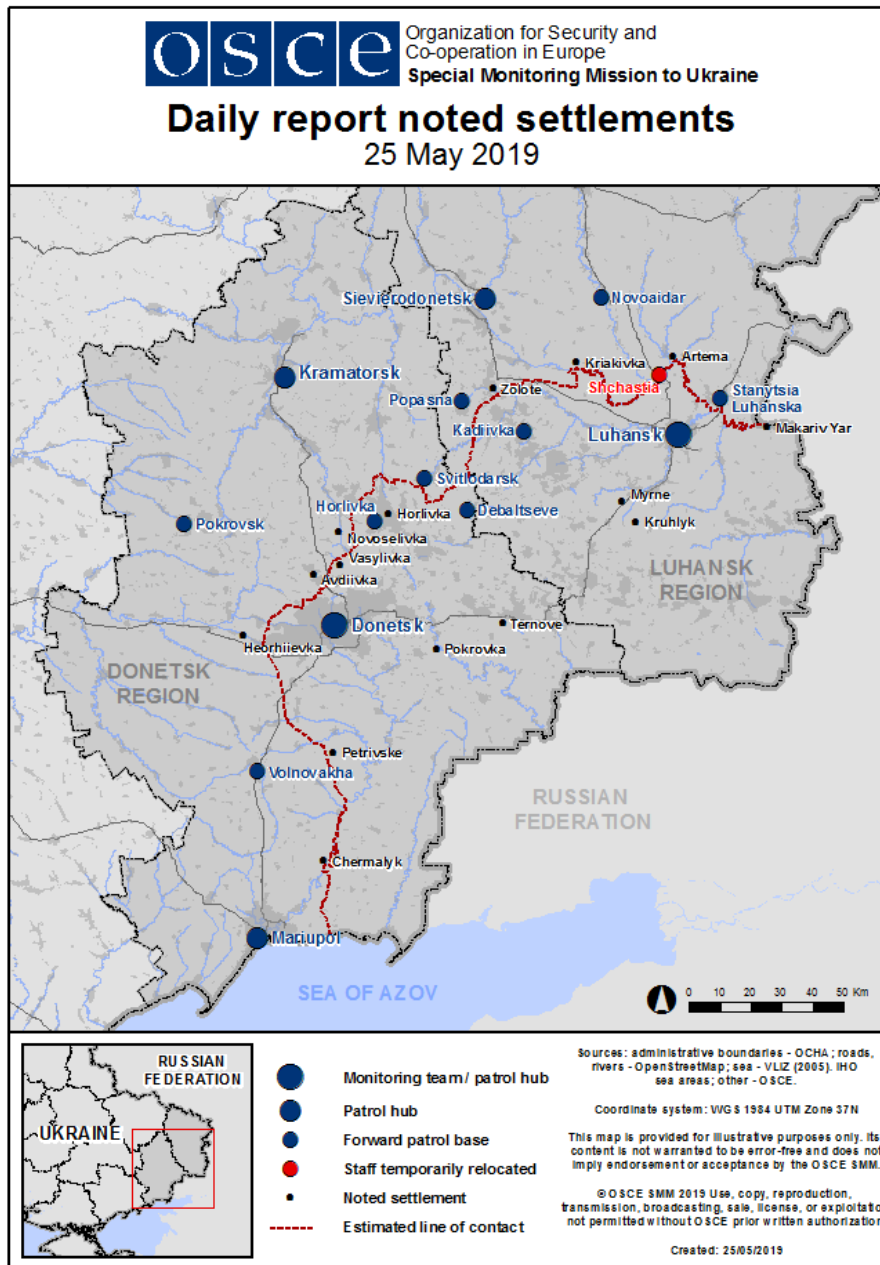 osce
Organization for Security and
Co-operation in Europe
Special Monitoring Mission to Ukraine
Daily report noted settlements
25 May 2019
Sievierodonetsk
Novoaidar
Kramatorsk
Kriakivka
Artema
Shchastia
Popasna
Zolote
Stanytsia
Luhanska
Kadiivka
Luhansk
Makariv Yar
Svitlodarsk
Pokrovsk
Horlivka
Horlivka
Debaltseve
Myrne
Kruhlyk
Novoselivka
Vasylivka
Avdiivka
LUHANSK
REGION
Donetsk
Ternove
Heorhiievka
Pokrovka
DONETSK
REGION
Petrivske
Volnovakha
RUSSIAN
FEDERATION
Chermalyk
Mariupol
SEA OF AZOV
0 10 20 30 40 50 Km
RUSSIAN
FEDERATION
UKRAINE
Monitoring team / patrol hub
Patrol hub
Forward patrol base
Staff temporarily relocated
Noted settlement
Estimated line of contact
Sources: administrative boundaries - OCHA; roads,
rivers - OpenStreetMap; sea - VLIZ (2005). IHO
sea areas; other - OSCE.
Coordinate system: WGS 1984 UTM Zone 37N
This map is provided for illustrative purposes only. Its
content is not warranted to be error-free and does not
imply endorsement or acceptance by the OSCE SMM.
© OSCE SMM 2019 Use, copy, reproduction,
transmission, broadcasting, sale, license, or exploitatio
not permitted without OSCE prior written authorization
Created: 25/05/2019